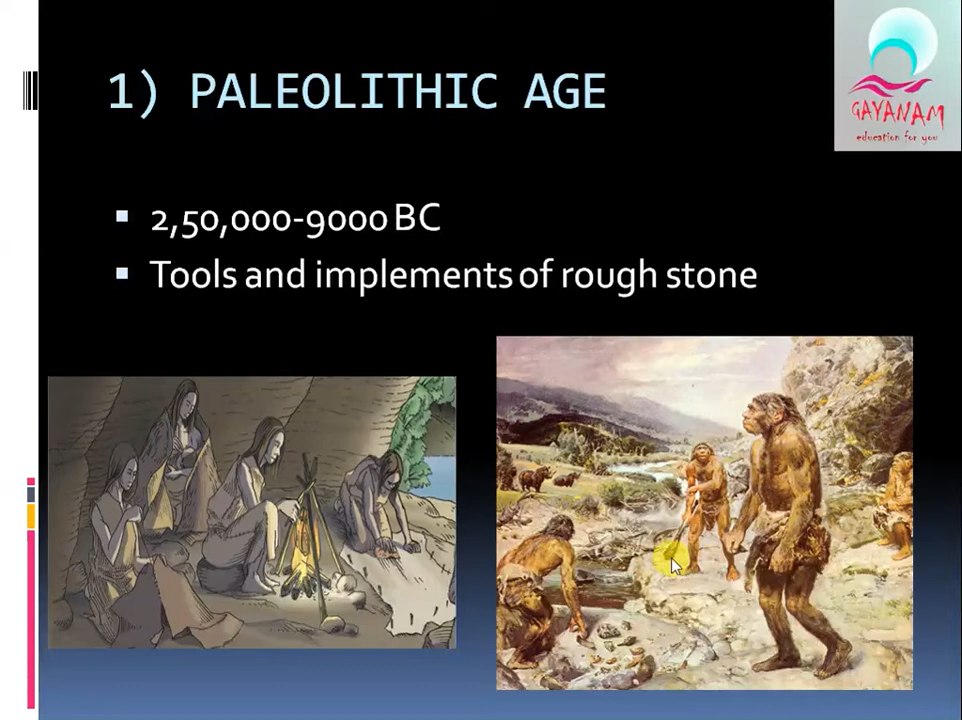 1) PALEOLITHIC AGE
GAYANAM
education for you
2,50,000-9000 BC
Tools and implements of rough stone